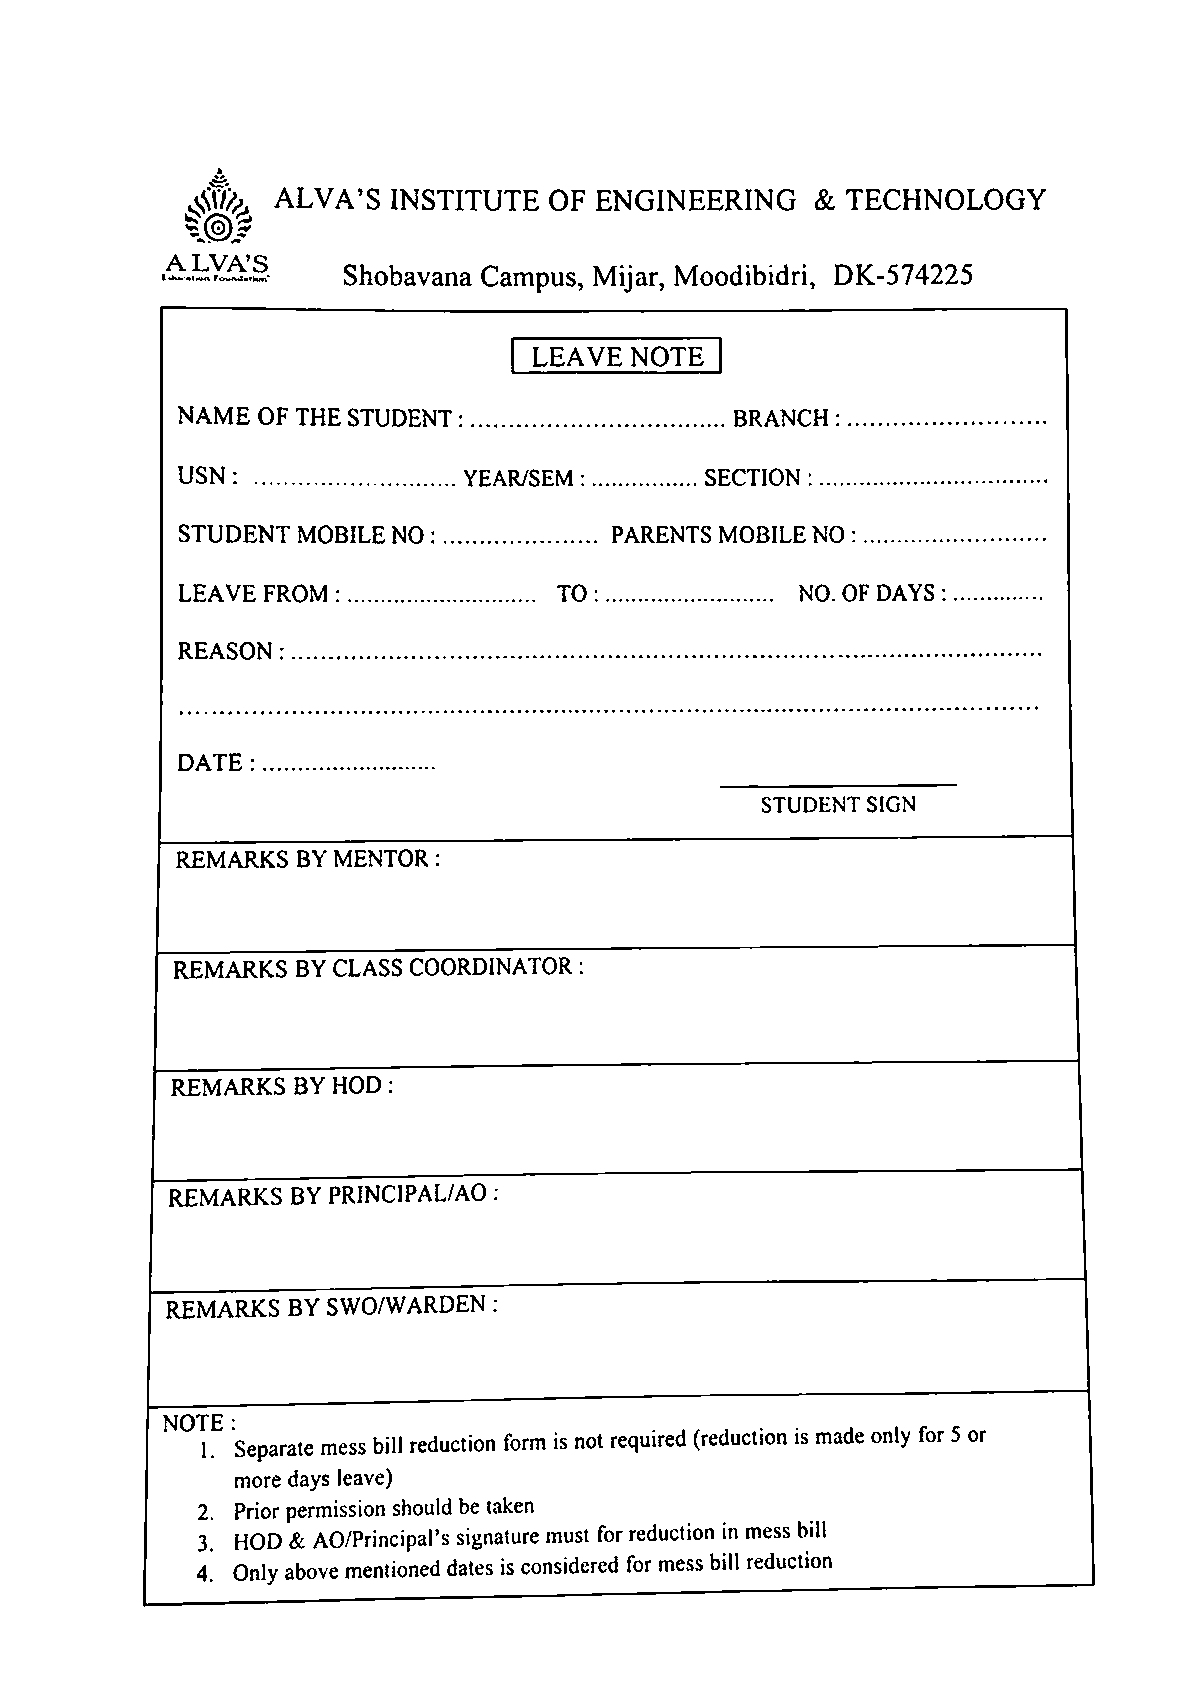 ALVA'S INSTITUTE OF ENGINEERING & TECHNOLOGY
ALVA'S
Education Foundation
Shobavana Campus, Mijar, Moodibidri, DK-574225
LEAVE NOTE
NAME OF THE STUDENT : .................................. BRANCH : ...........................
USN : ........................... YEAR/SEM : ................ SECTION : ...............................
STUDENT MOBILE NO : ..................... PARENTS MOBILE NO : .........................
LEAVE FROM : ............................. TO : .......................... NO. OF DAYS : ..............
REASON : ....................................................................................................
....................................................................................................................
DATE : ..........................
STUDENT SIGN
REMARKS BY MENTOR :
REMARKS BY CLASS COORDINATOR :
REMARKS BY HOD :
REMARKS BY PRINCIPAL/AO :
REMARKS BY SWO/WARDEN :
NOTE :
1. Separate mess bill reduction form is not required (reduction is made only for 5 or
more days leave)
2. Prior permission should be taken
3. HOD & AO/Principal's signature must for reduction in mess bill
4. Only above mentioned dates is considered for mess bill reduction